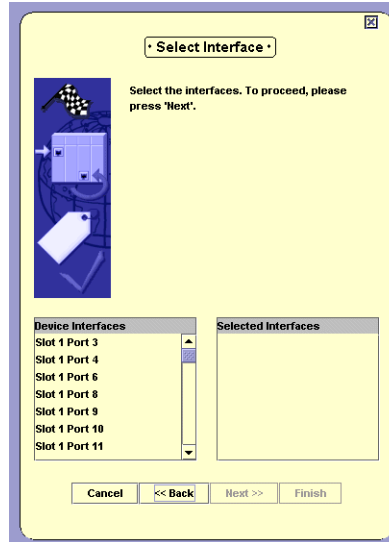 · Select Interface ·
Select the interfaces. To proceed, please
press 'Next'.
Device Interfaces
Slot 1 Port 3
Slot 1 Port 4
Slot 1 Port 6
Slot 1 Port 8
Slot 1 Port 9
Slot 1 Port 10
Slot 1 Port 11
Selected Interfaces
Cancel
<< Back
Next >>
Finish